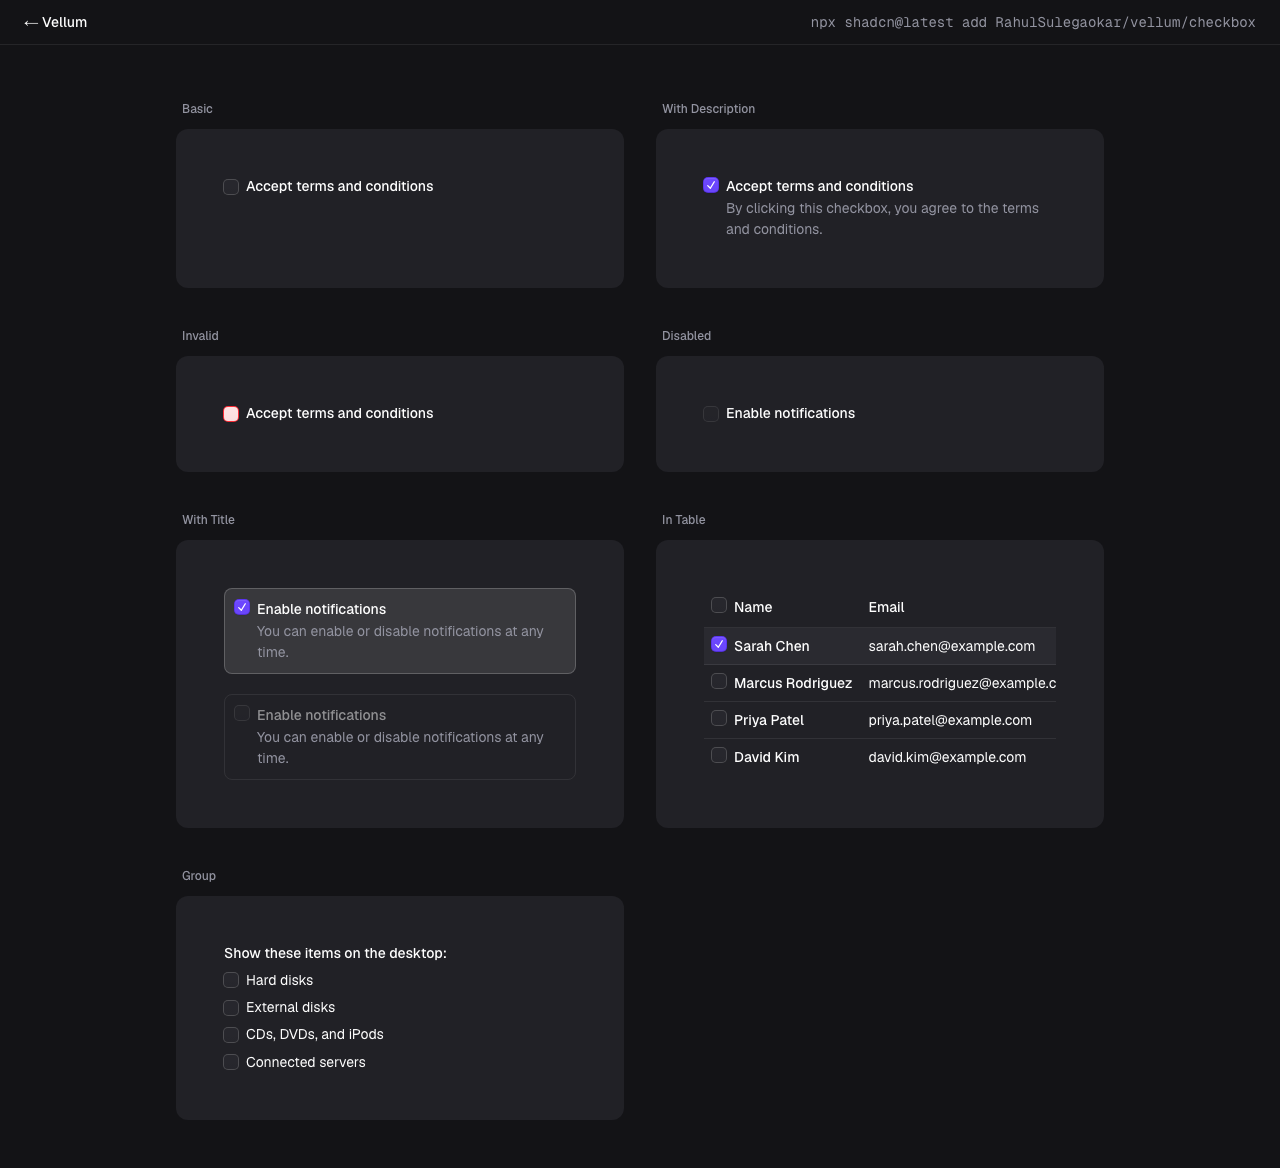 ← Vellum
npx shadcn@latest add RahulSulegaokar/vellum/checkbox
Basic
Accept terms and conditions
With Description
Accept terms and conditions
By clicking this checkbox, you agree to the terms
and conditions.
Invalid
Accept terms and conditions
Disabled
Enable notifications
With Title
Enable notifications
You can enable or disable notifications at any
time.
Enable notifications
You can enable or disable notifications at any
time.
In Table
Name Email
Sarah Chen sarah.chen@example.com
Marcus Rodriguez marcus.rodriguez@example.c
Priya Patel priya.patel@example.com
David Kim david.kim@example.com
Group
Show these items on the desktop:
Hard disks
External disks
CDs, DVDs, and iPods
Connected servers